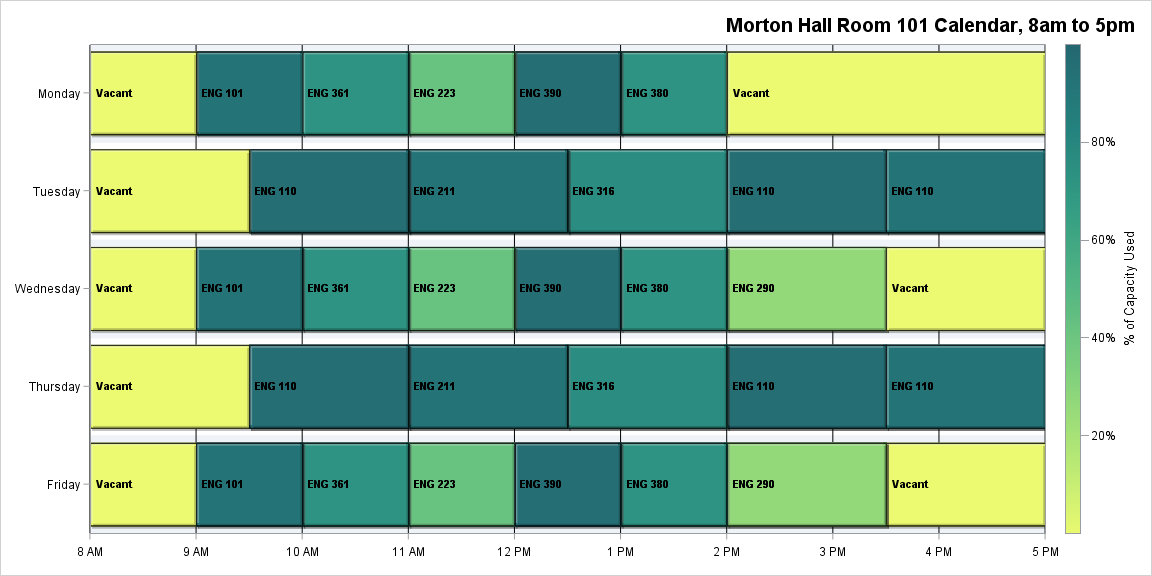 Morton Hall Room 101 Calendar, 8am to 5pm
Monday Vacant ENG 101 ENG 361 ENG 223 ENG 390 ENG 380 Vacant
80%
Tuesday Vacant ENG 110 ENG 211 ENG 316 ENG 110 ENG 110
60%
% of Capacity Used
Wednesday Vacant ENG 101 ENG 361 ENG 223 ENG 390 ENG 380 ENG 290 Vacant
40%
Thursday Vacant ENG 110 ENG 211 ENG 316 ENG 110 ENG 110
20%
Friday Vacant ENG 101 ENG 361 ENG 223 ENG 390 ENG 380 ENG 290 Vacant
8 AM 9 AM 10 AM 11 AM 12 PM 1 PM 2 PM 3 PM 4 PM 5 PM